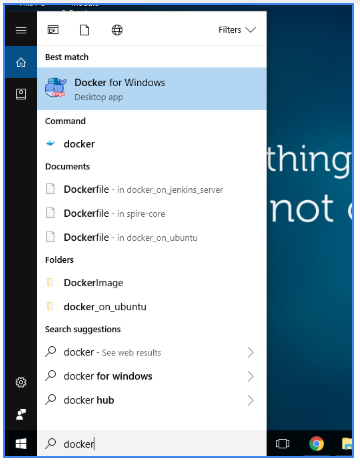 Filters
Best match
Docker for Windows
Desktop app
Command
docker
Documents
Dockerfile - in docker_on_jenkins_server
Dockerfile - in spire-core
Dockerfile - in docker_on_ubuntu
Folders
DockerImage
docker_on_ubuntu
Search suggestions
docker - See web results
docker for windows
docker hub
docker
thing
not